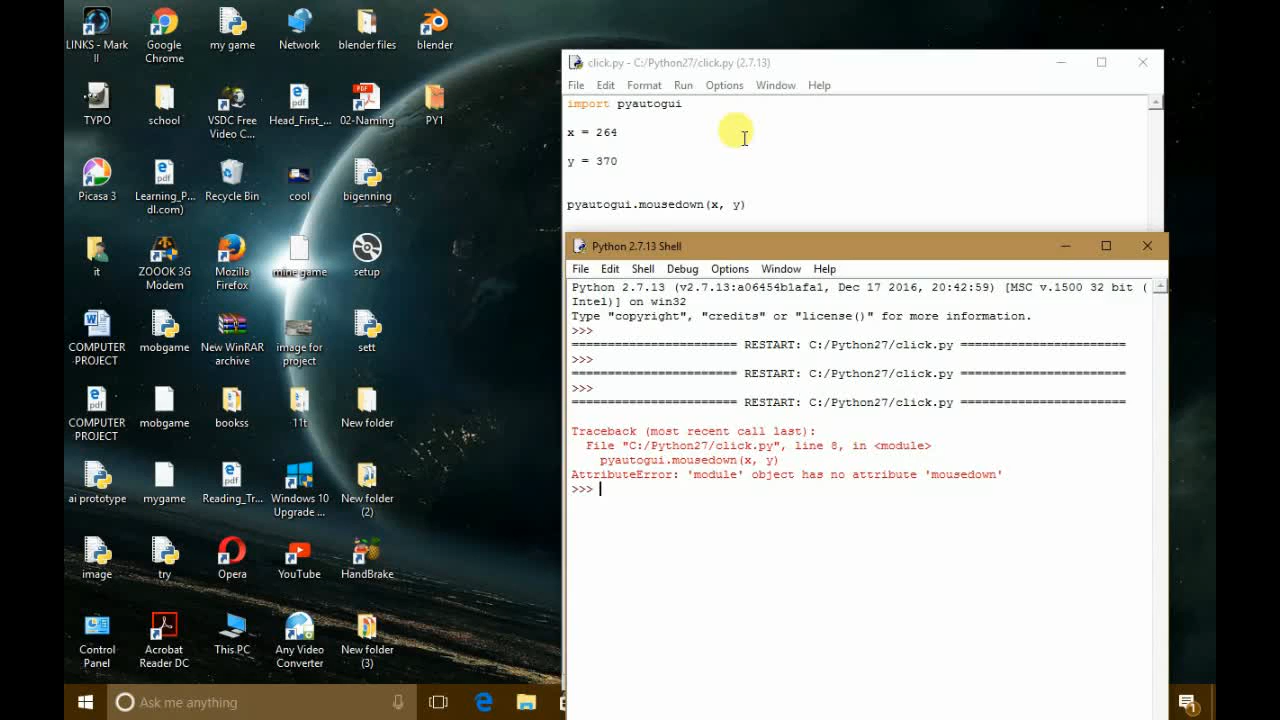 LINKS - Mark II
Google Chrome
my game
Network
blender files
blender
TYPO
school
VSDC Free Video C...
Head_First_...
02-Naming
PY1
Picasa 3
Learning_P... dl.com)
Recycle Bin
cool
bigenning
it
ZOOOK 3G Modem
Mozilla Firefox
mine game
setup
COMPUTER PROJECT
mobgame
New WinRAR archive
image for project
sett
COMPUTER PROJECT
mobgame
bookss
11t
New folder
ai prototype
mygame
Reading_Tr...
Windows 10 Upgrade ...
New folder (2)
image
try
Opera
YouTube
HandBrake
Control Panel
Acrobat Reader DC
This PC
Any Video Converter
New folder (3)
Ask me anything
click.py - C:/Python27/click.py (2.7.13)
File Edit Format Run Options Window Help
import pyautogui
x = 264
y = 370
pyautogui.mousedown(x, y)
Python 2.7.13 Shell
File Edit Shell Debug Options Window Help
Python 2.7.13 (v2.7.13:a06454b1afa1, Dec 17 2016, 20:42:59) [MSC v.1500 32 bit (
Intel)] on win32
Type "copyright", "credits" or "license()" for more information.
>>>
======================= RESTART: C:/Python27/click.py =======================
>>>
======================= RESTART: C:/Python27/click.py =======================
>>>
======================= RESTART: C:/Python27/click.py =======================
Traceback (most recent call last):
File "C:/Python27/click.py", line 8, in <module>
pyautogui.mousedown(x, y)
AttributeError: 'module' object has no attribute 'mousedown'
>>>
1